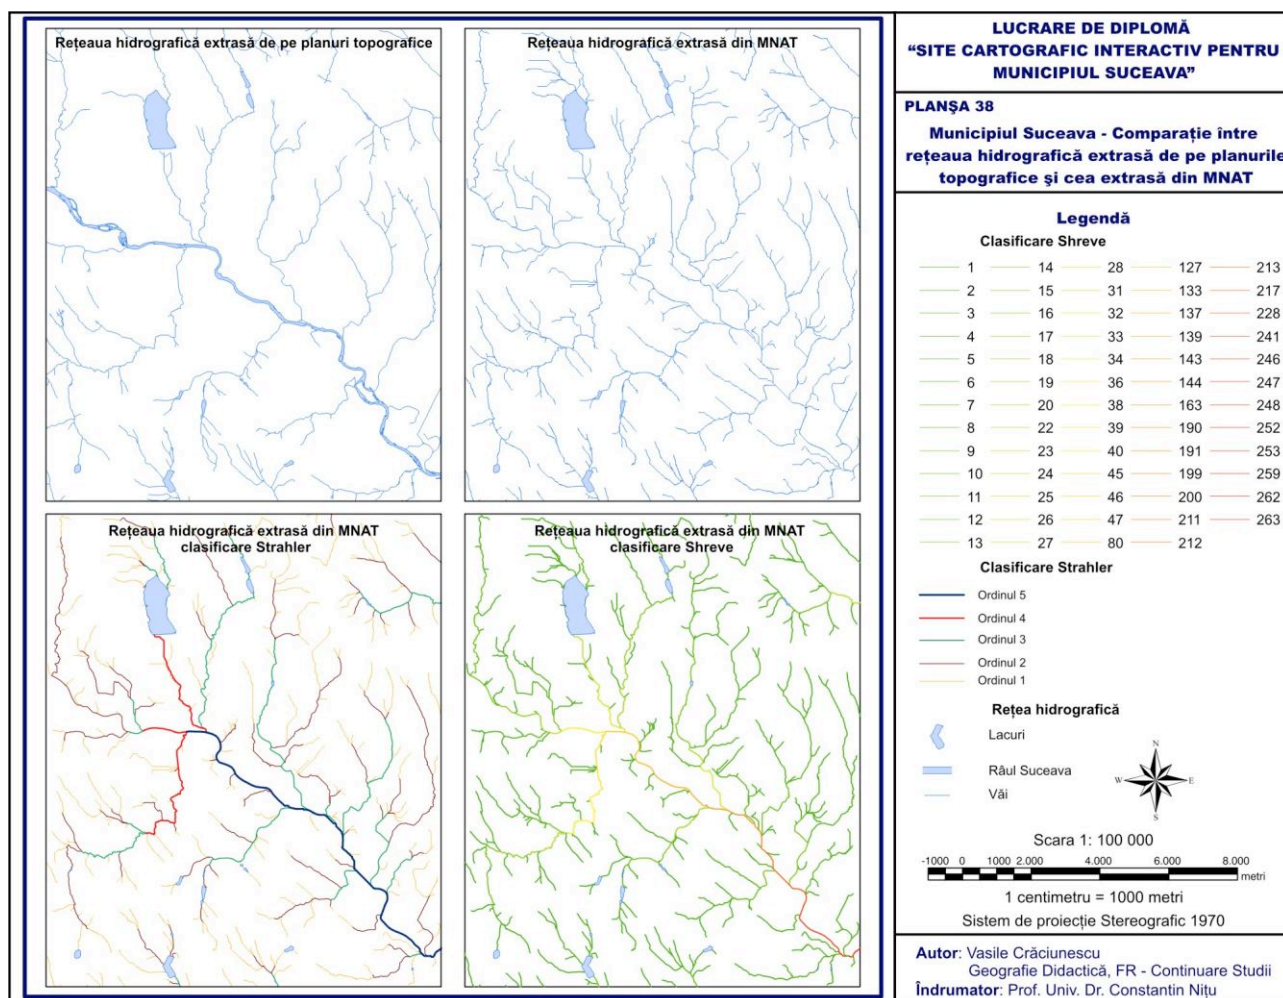 Rețeaua hidrografică extrasă de pe planuri topografice
Rețeaua hidrografică extrasă din MNAT
Rețeaua hidrografică extrasă din MNAT
clasificare Strahler
Rețeaua hidrografică extrasă din MNAT
clasificare Shreve
LUCRARE DE DIPLOMĂ
“SITE CARTOGRAFIC INTERACTIV PENTRU
MUNICIPIUL SUCEAVA”
PLANŞA 38
Municipiul Suceava - Comparație între
rețeaua hidrografică extrasă de pe planurile
topografice şi cea extrasă din MNAT
Legendă
Clasificare Shreve
1 14 28 127 213
2 15 31 133 217
3 16 32 137 228
4 17 33 139 241
5 18 34 143 246
6 19 36 144 247
7 20 38 163 248
8 22 39 190 252
9 23 40 191 253
10 24 45 199 259
11 25 46 200 262
12 26 47 211 263
13 27 80 212
Clasificare Strahler
Ordinul 5
Ordinul 4
Ordinul 3
Ordinul 2
Ordinul 1
Rețea hidrografică
Lacuri
Râul Suceava
Văi
N
W E
S
Scara 1: 100 000
-1000 0 1000 2.000 4.000 6.000 8.000
metri
1 centimetru = 1000 metri
Sistem de proiecție Stereografic 1970
Autor: Vasile Crăciunescu
Geografie Didactică, FR - Continuare Studii
Îndrumator: Prof. Univ. Dr. Constantin Nițu